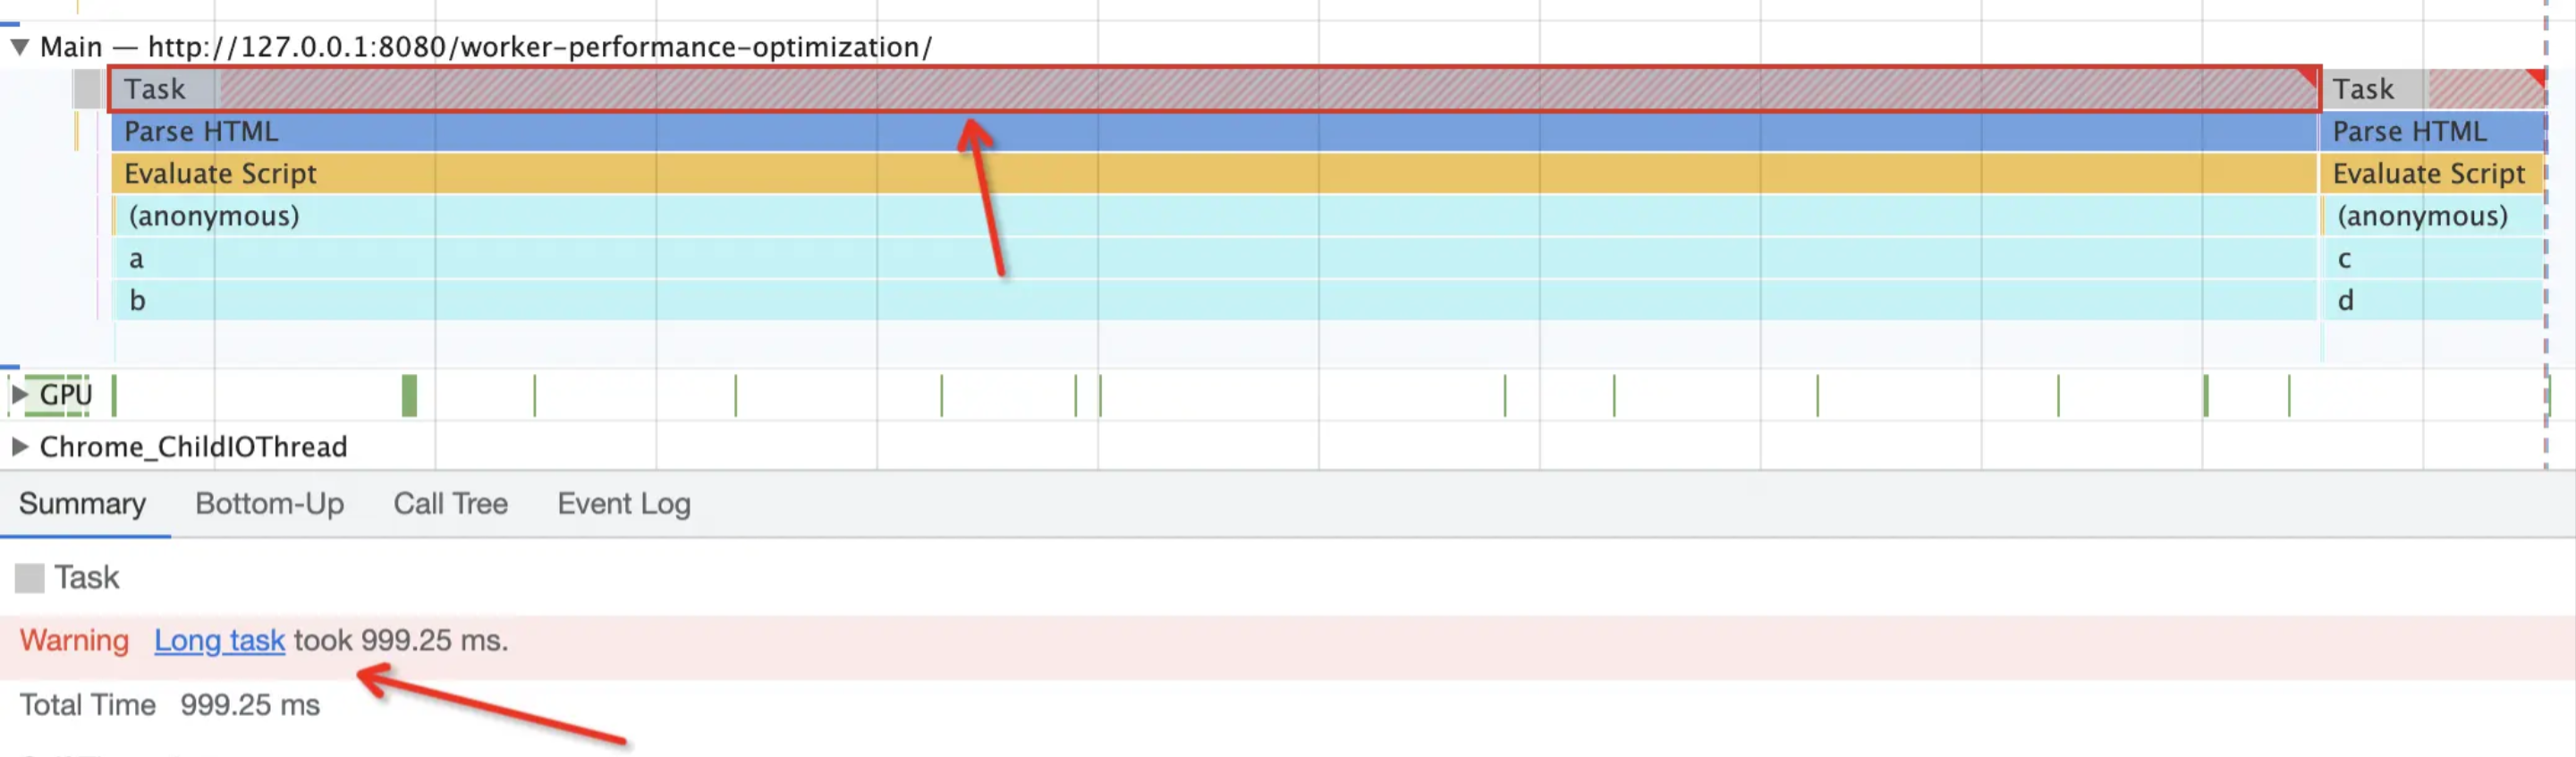 Main — http://127.0.0.1:8080/worker-performance-optimization/
Task Task
Parse HTML Parse HTML
Evaluate Script Evaluate Script
(anonymous) (anonymous)
a c
b d
GPU
Chrome_ChildIOThread
Summary Bottom-Up Call Tree Event Log
Task
Warning Long task took 999.25 ms.
Total Time 999.25 ms